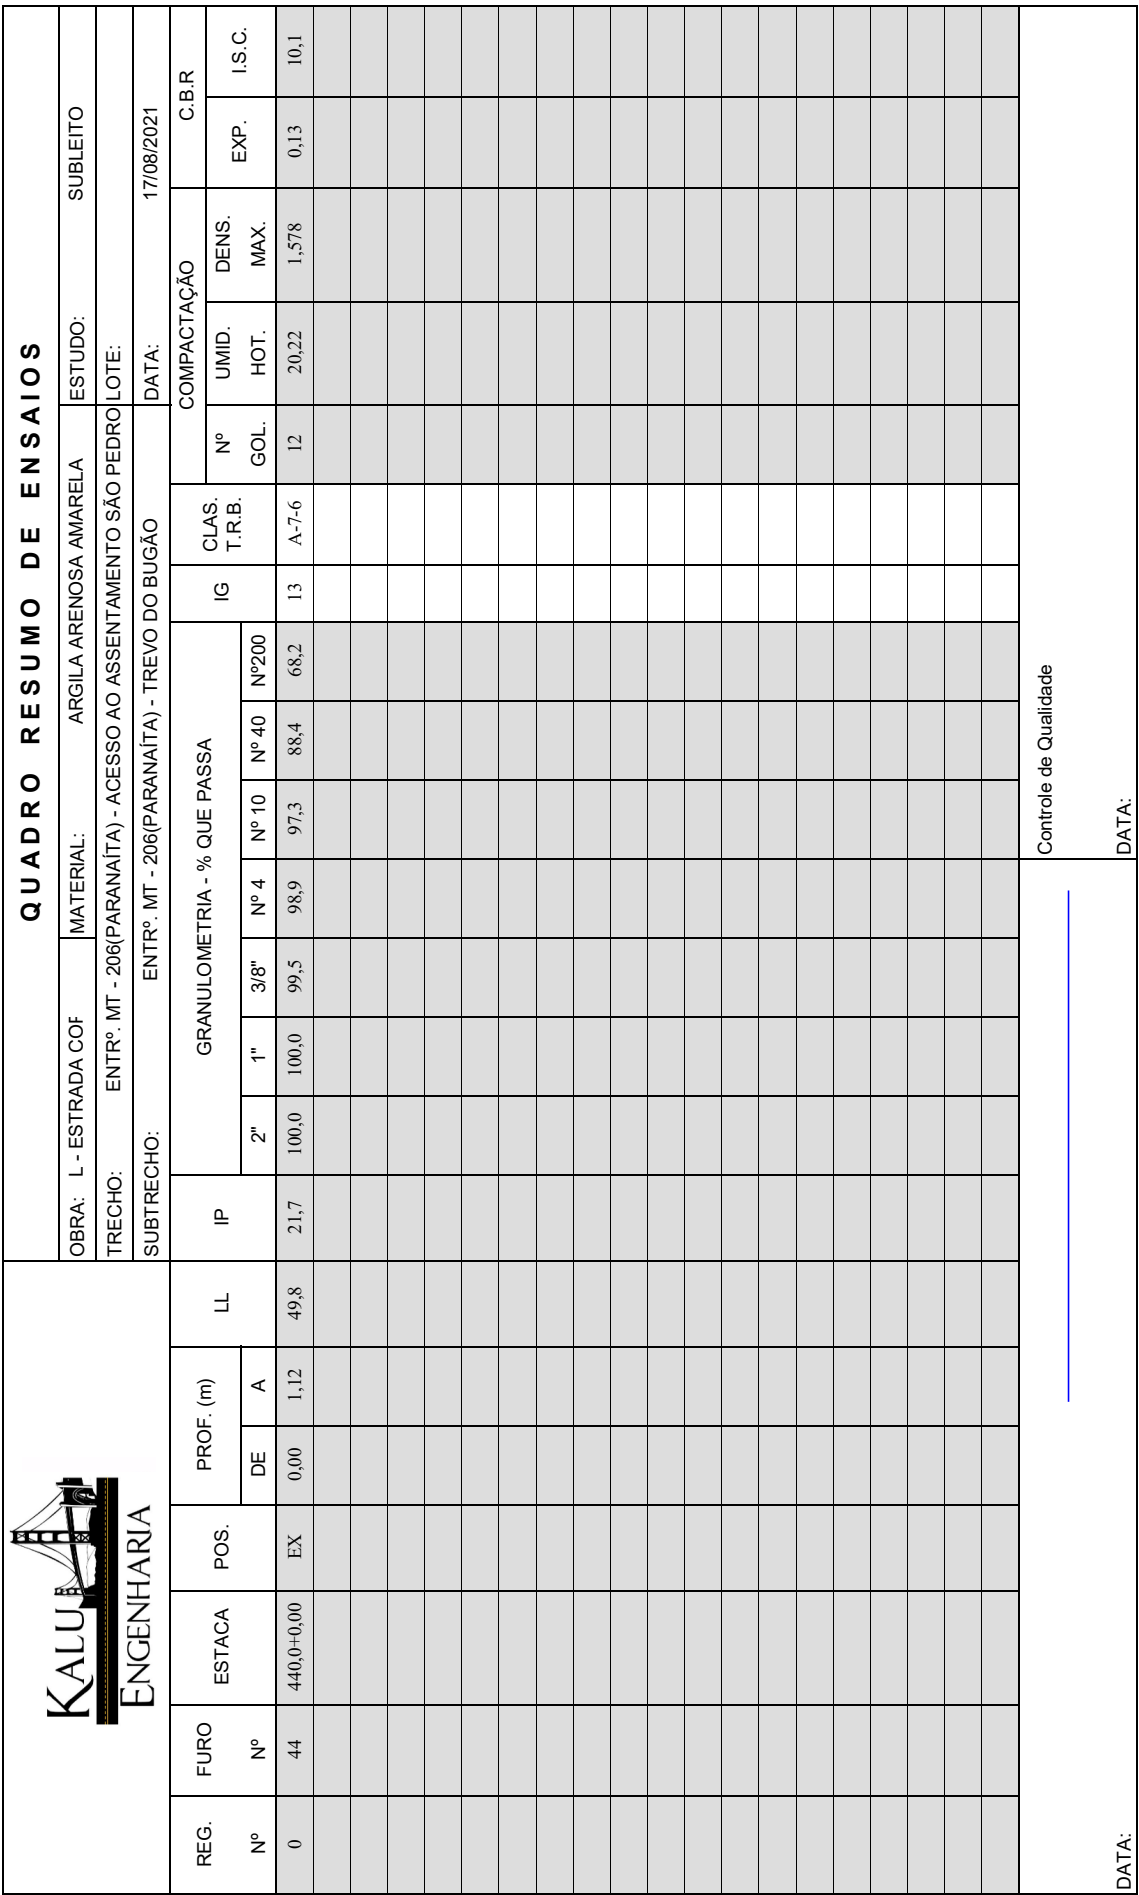 KALU
ENGENHARIA
QUADRO RESUMO DE ENSAIOS
OBRA: L - ESTRADA COF MATERIAL: ARGILA ARENOSA AMARELA ESTUDO: SUBLEITO
TRECHO: ENTRº. MT - 206(PARANAÍTA) - ACESSO AO ASSENTAMENTO SÃO PEDRO LOTE:
SUBTRECHO: ENTRº. MT - 206(PARANAÍTA) - TREVO DO BUGÃO DATA: 17/08/2021
REG. Nº FURO Nº ESTACA POS. PROF. (m) LL IP GRANULOMETRIA - % QUE PASSA IG CLAS. T.R.B. COMPACTAÇÃO C.B.R
DE A 2" 1" 3/8" Nº 4 Nº 10 Nº 40 Nº200 Nº GOL. UMID. HOT. DENS. MAX. EXP. I.S.C.
0 44 440,0+0,00 EX 0,00 1,12 49,8 21,7 100,0 100,0 99,5 98,9 97,3 88,4 68,2 13 A-7-6 12 20,22 1,578 0,13 10,1
Controle de Qualidade
DATA: DATA: